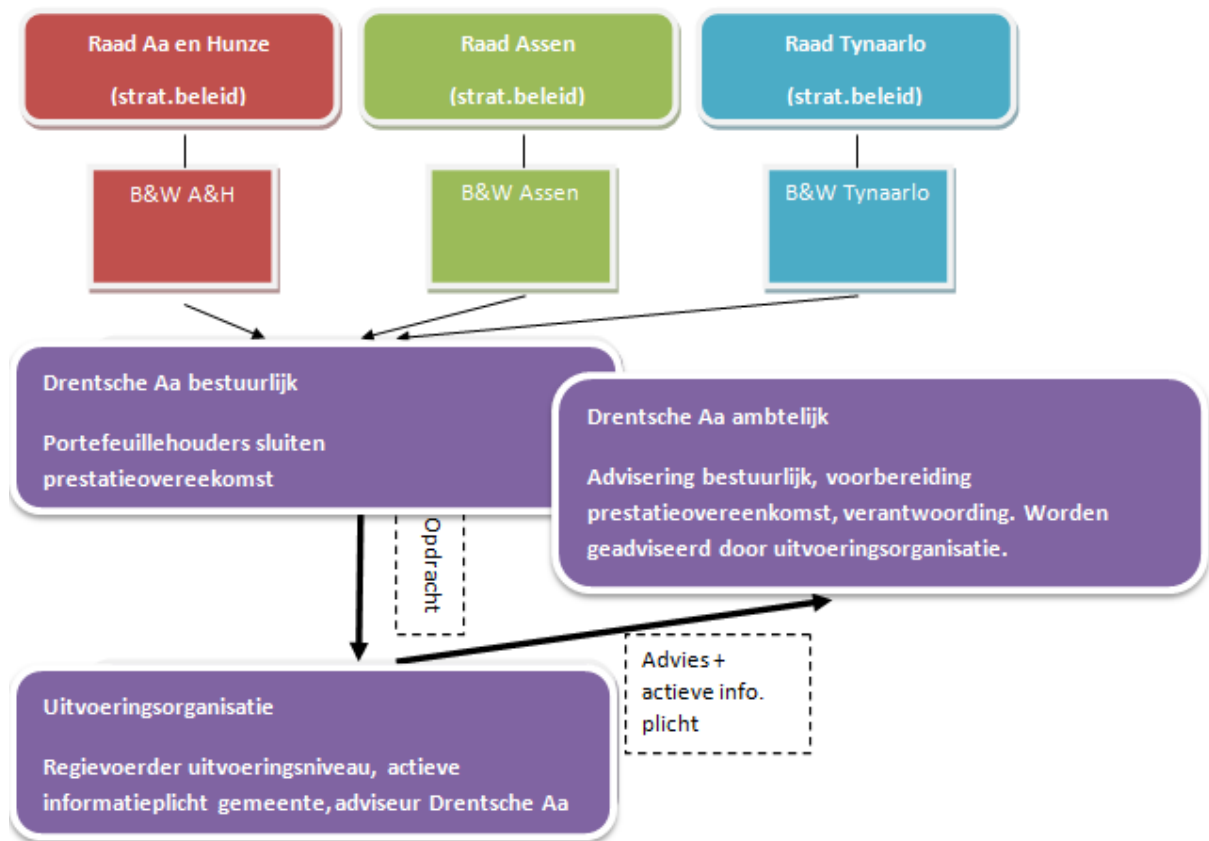 Raad Aa en Hunze
(strat.beleid)
Raad Assen
(strat.beleid)
Raad Tynaarlo
(strat.beleid)
B&W A&H
B&W Assen
B&W Tynaarlo
Drentsche Aa bestuurlijk
Portefeuillehouders sluiten
prestatieovereekomst
Drentsche Aa ambtelijk
Advisering bestuurlijk, voorbereiding
prestatieovereenkomst, verantwoording. Worden
geadviseerd door uitvoeringsorganisatie.
Opdracht
Advies +
actieve info.
plicht
Uitvoeringsorganisatie
Regievoerder uitvoeringsniveau, actieve
informatieplicht gemeente, adviseur Drentsche Aa